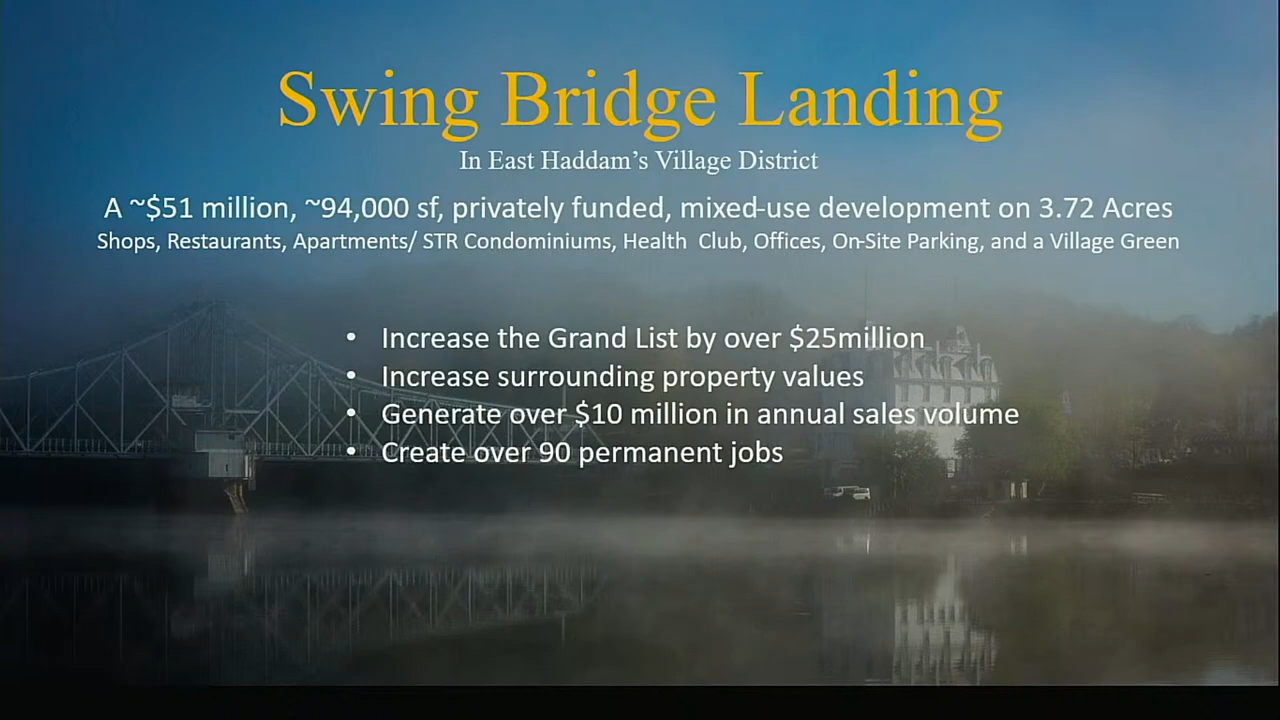 Swing Bridge Landing
In East Haddam’s Village District
A ~$51 million, ~94,000 sf, privately funded, mixed-use development on 3.72 Acres
Shops, Restaurants, Apartments/ STR Condominiums, Health  Club, Offices, On-Site Parking, and a Village Green
• Increase the Grand List by over $25million
• Increase surrounding property values
• Generate over $10 million in annual sales volume
• Create over 90 permanent jobs